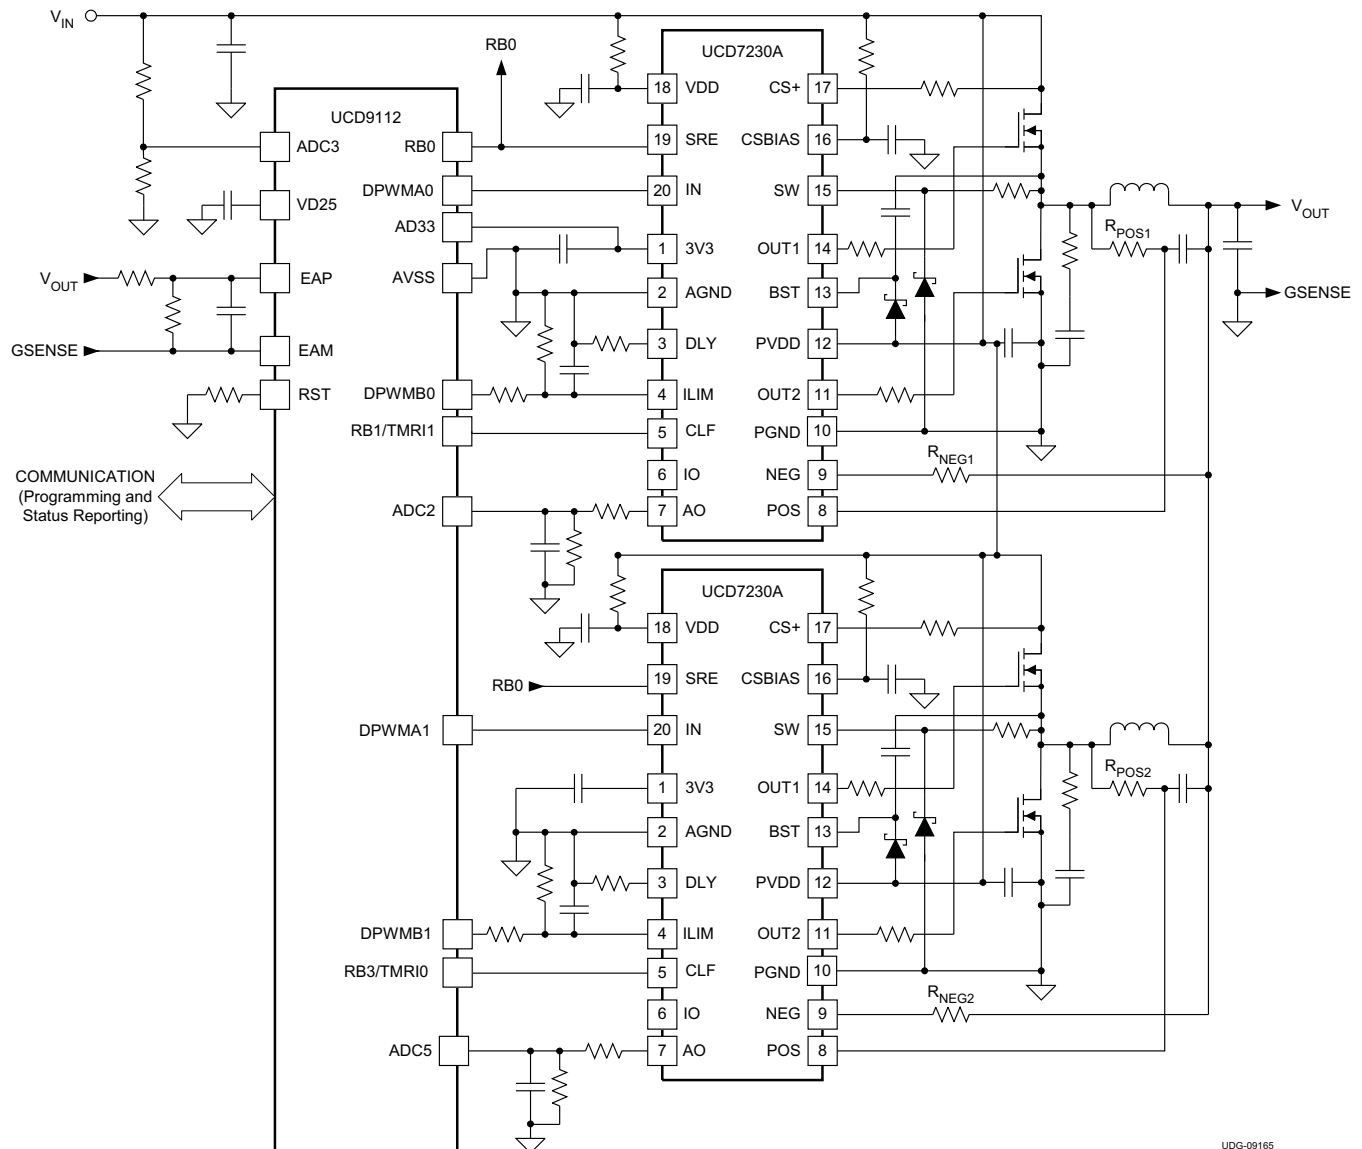 VIN
RB0
UCD7230A
UCD9112
18 VDD CS+ 17
ADC3 RB0 19 SRE CSBIAS 16
DPWMA0 20 IN SW 15
VD25
AD33
1 3V3 OUT1 14
VOUT EAP AVSS 2 AGND BST 13
GSENSE EAM 3 DLY PVDD 12
RST DPWMB0 4 ILIM OUT2 11
RB1/TMRI1 5 CLF PGND 10
6 IO NEG 9
ADC2 7 AO POS 8
RPOS1
VOUT
GSENSE
RNEG1
COMMUNICATION
(Programming and
Status Reporting)
UCD7230A
18 VDD CS+ 17
RB0 19 SRE CSBIAS 16
DPWMA1 20 IN SW 15
1 3V3 OUT1 14
RPOS2
2 AGND BST 13
3 DLY PVDD 12
DPWMB1 4 ILIM OUT2 11
RB3/TMRI0 5 CLF PGND 10
6 IO NEG 9
RNEG2
ADC5 7 AO POS 8
UDG-09165